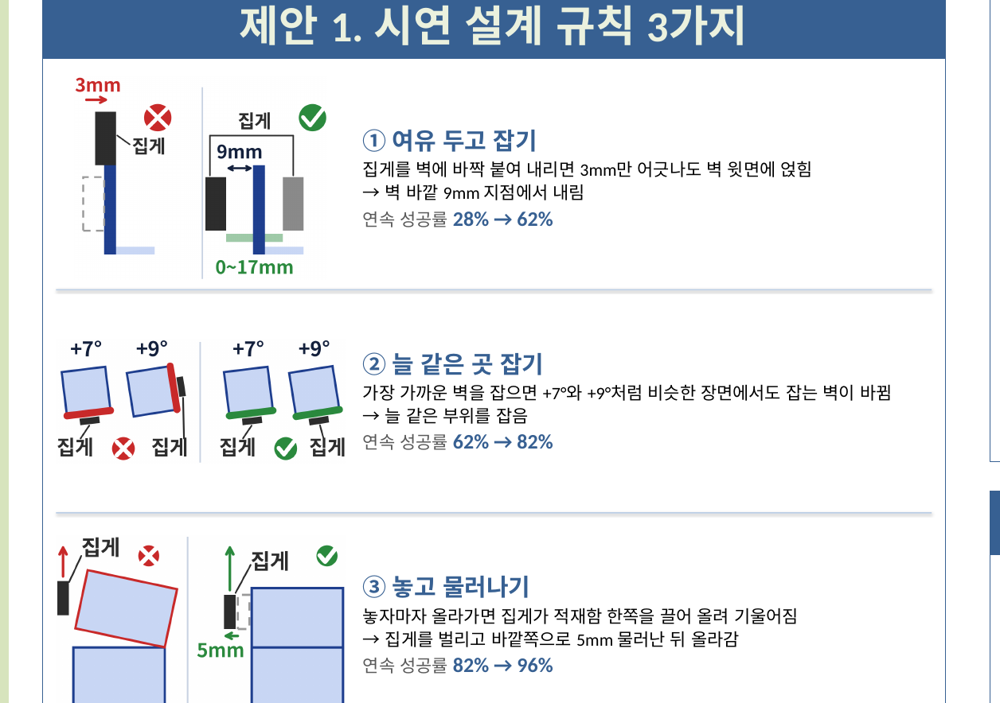 제안 1. 시연 설계 규칙 3가지
3mm
집게
집게
9mm
0~17mm
① 여유 두고 잡기
집게를 벽에 바짝 붙여 내리면 3mm만 어긋나도 벽 윗면에 얹힘
→ 벽 바깥 9mm 지점에서 내림
연속 성공률 28% → 62%
+7° +9° +7° +9°
집게 집게 집게 집게
② 늘 같은 곳 잡기
가장 가까운 벽을 잡으면 +7°와 +9°처럼 비슷한 장면에서도 잡는 벽이 바뀜
→ 늘 같은 부위를 잡음
연속 성공률 62% → 82%
집게
집게
5mm
③ 놓고 물러나기
놓자마자 올라가면 집게가 적재함 한쪽을 끌어 올려 기울어짐
→ 집게를 벌리고 바깥쪽으로 5mm 물러난 뒤 올라감
연속 성공률 82% → 96%